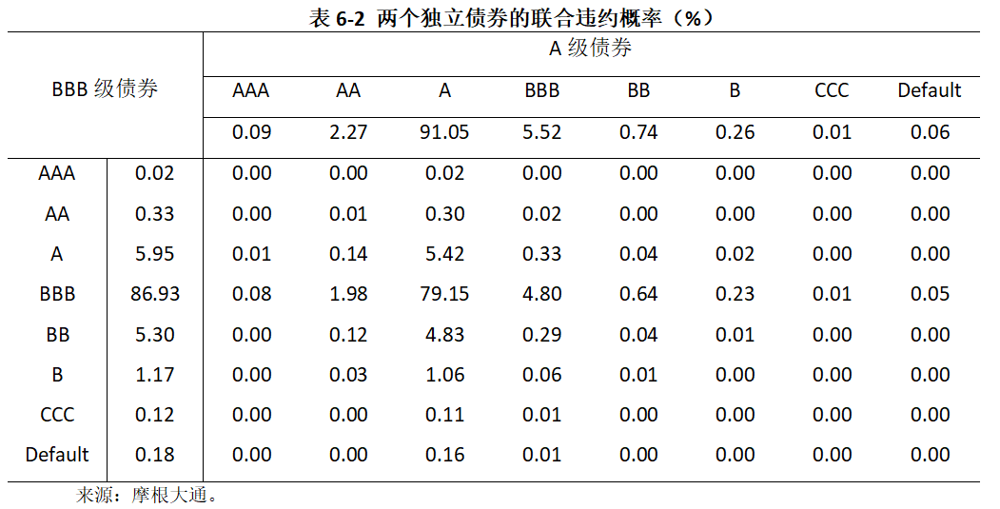 表 6-2 两个独立债券的联合违约概率（%）
BBB 级债券 A 级债券
AAA AA A BBB BB B CCC Default
0.09 2.27 91.05 5.52 0.74 0.26 0.01 0.06
AAA 0.02 0.00 0.00 0.02 0.00 0.00 0.00 0.00 0.00
AA 0.33 0.00 0.01 0.30 0.02 0.00 0.00 0.00 0.00
A 5.95 0.01 0.14 5.42 0.33 0.04 0.02 0.00 0.00
BBB 86.93 0.08 1.98 79.15 4.80 0.64 0.23 0.01 0.05
BB 5.30 0.00 0.12 4.83 0.29 0.04 0.01 0.00 0.00
B 1.17 0.00 0.03 1.06 0.06 0.01 0.00 0.00 0.00
CCC 0.12 0.00 0.00 0.11 0.01 0.00 0.00 0.00 0.00
Default 0.18 0.00 0.00 0.16 0.01 0.00 0.00 0.00 0.00
来源：摩根大通。